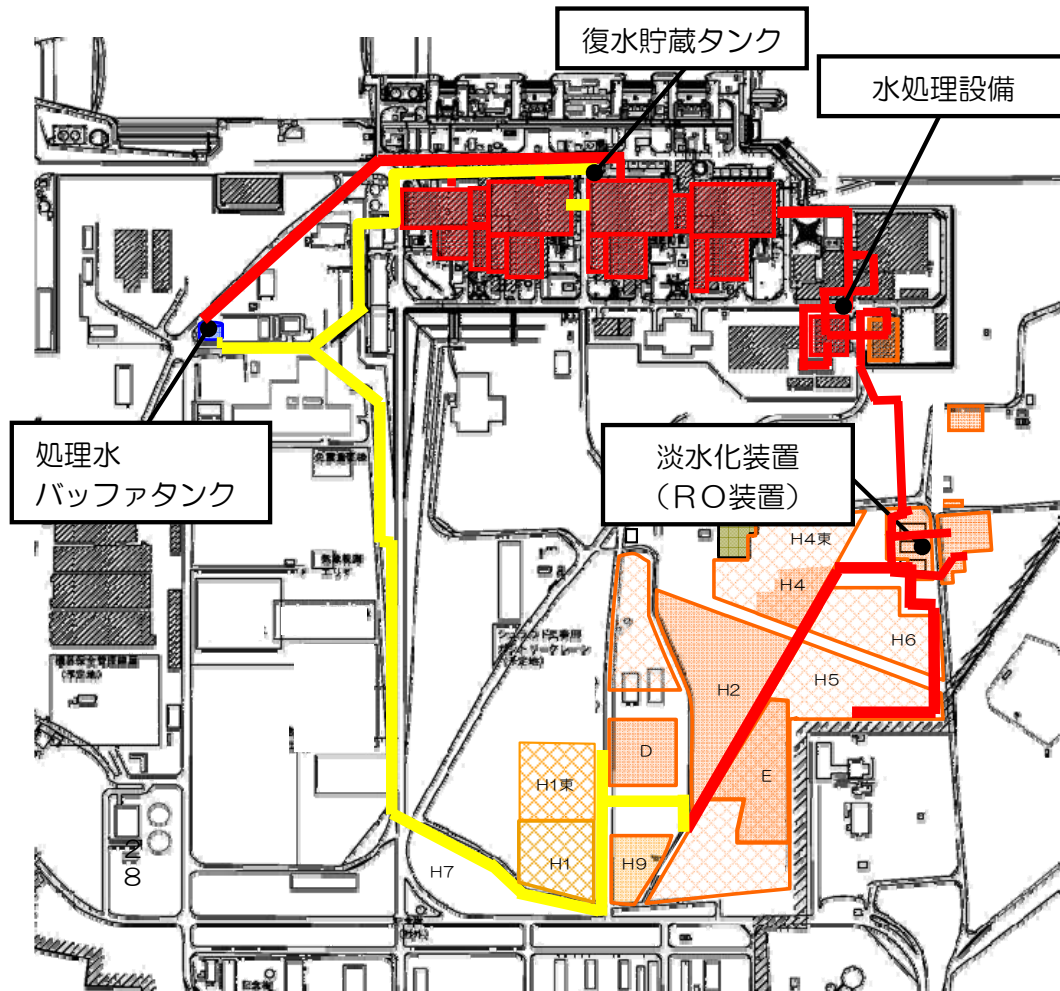 復水貯蔵タンク
水処理設備
処理水
バッファタンク
淡水化装置
（ＲＯ装置）
H4東
H4
H6
H5
H2
D
E
H1東
H1
H9
H7
28